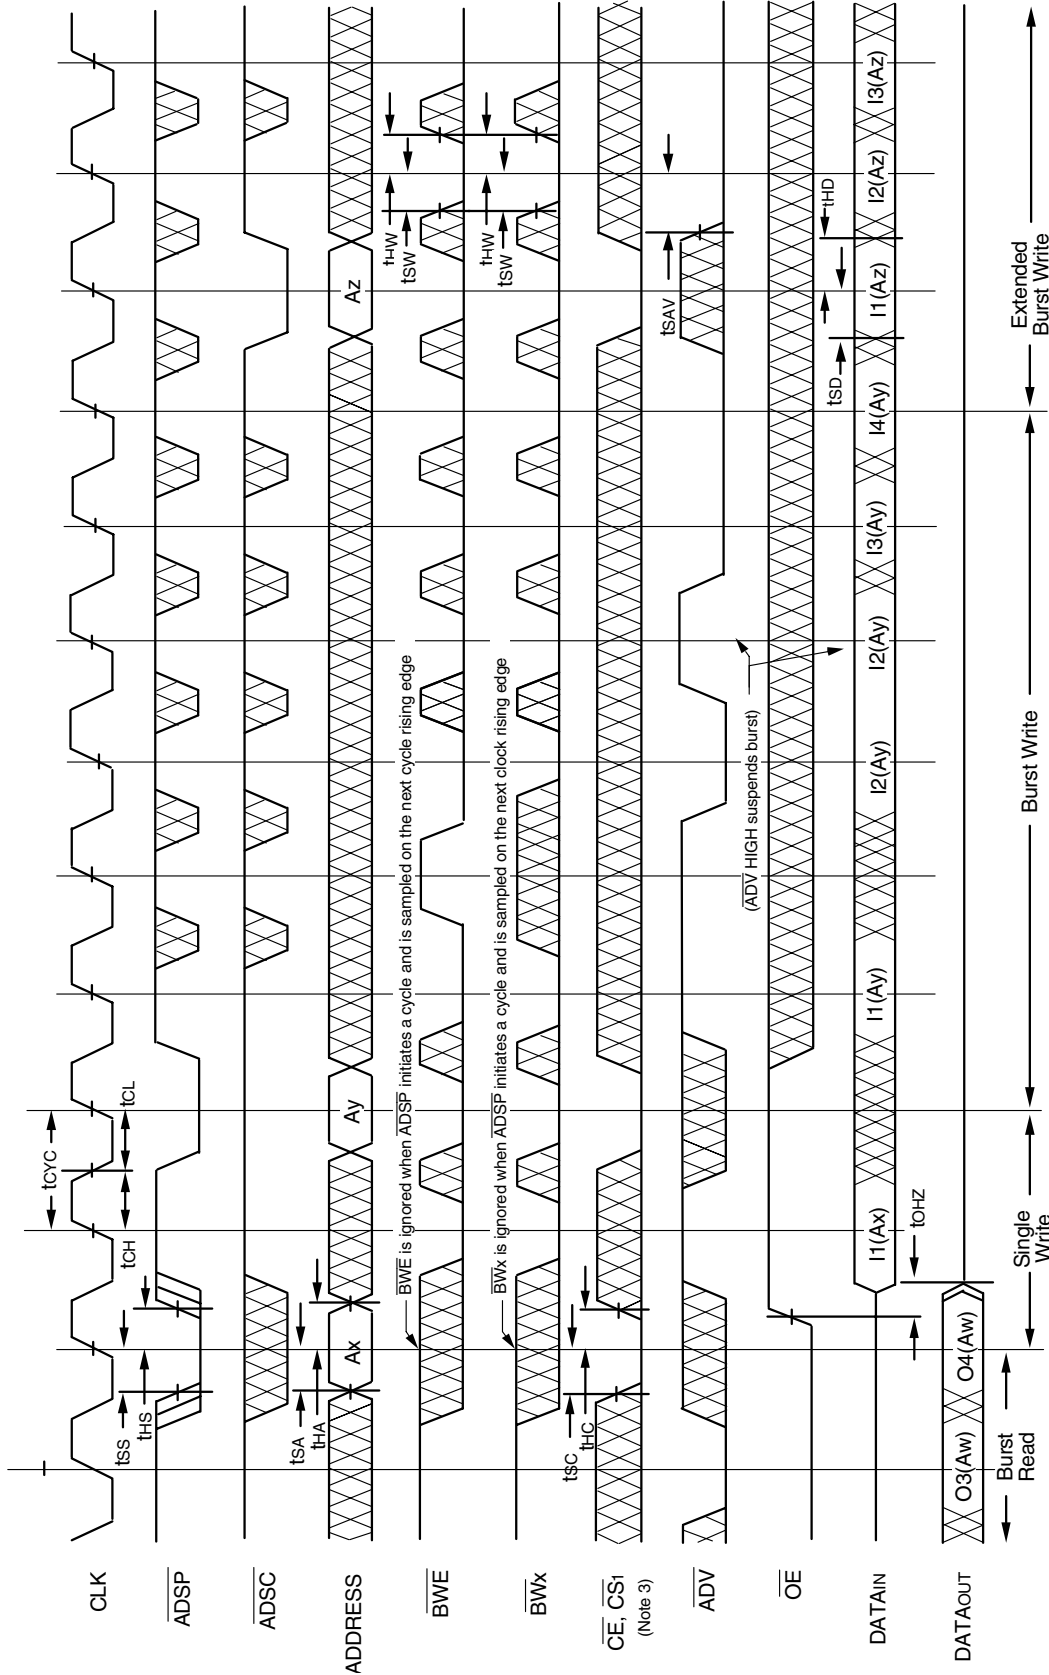 CLK
ADSP
ADSC
ADDRESS
BWE
BWx
CE, CS1
(Note 3)
ADV
OE
DATAIN
DATAOUT
tCYC
tCH
tCL
tSS
tHS
tSA
tHA
Ax
Ay
Az
BWE is ignored when ADSP initiates a cycle and is sampled on the next cycle rising edge
tHW
tSW
BWx is ignored when ADSP initiates a cycle and is sampled on the next clock rising edge
tHW
tSW
tSC
tHC
tSAV
(ADV HIGH suspends burst)
tSD
tHD
I1(Ax)
I1(Ay)
I2(Ay)
I2(Ay)
I3(Ay)
I4(Ay)
I1(Az)
I2(Az)
I3(Az)
tOHZ
O3(Aw)
O4(Aw)
Burst
Read
Single
Write
Burst Write
Extended
Burst Write